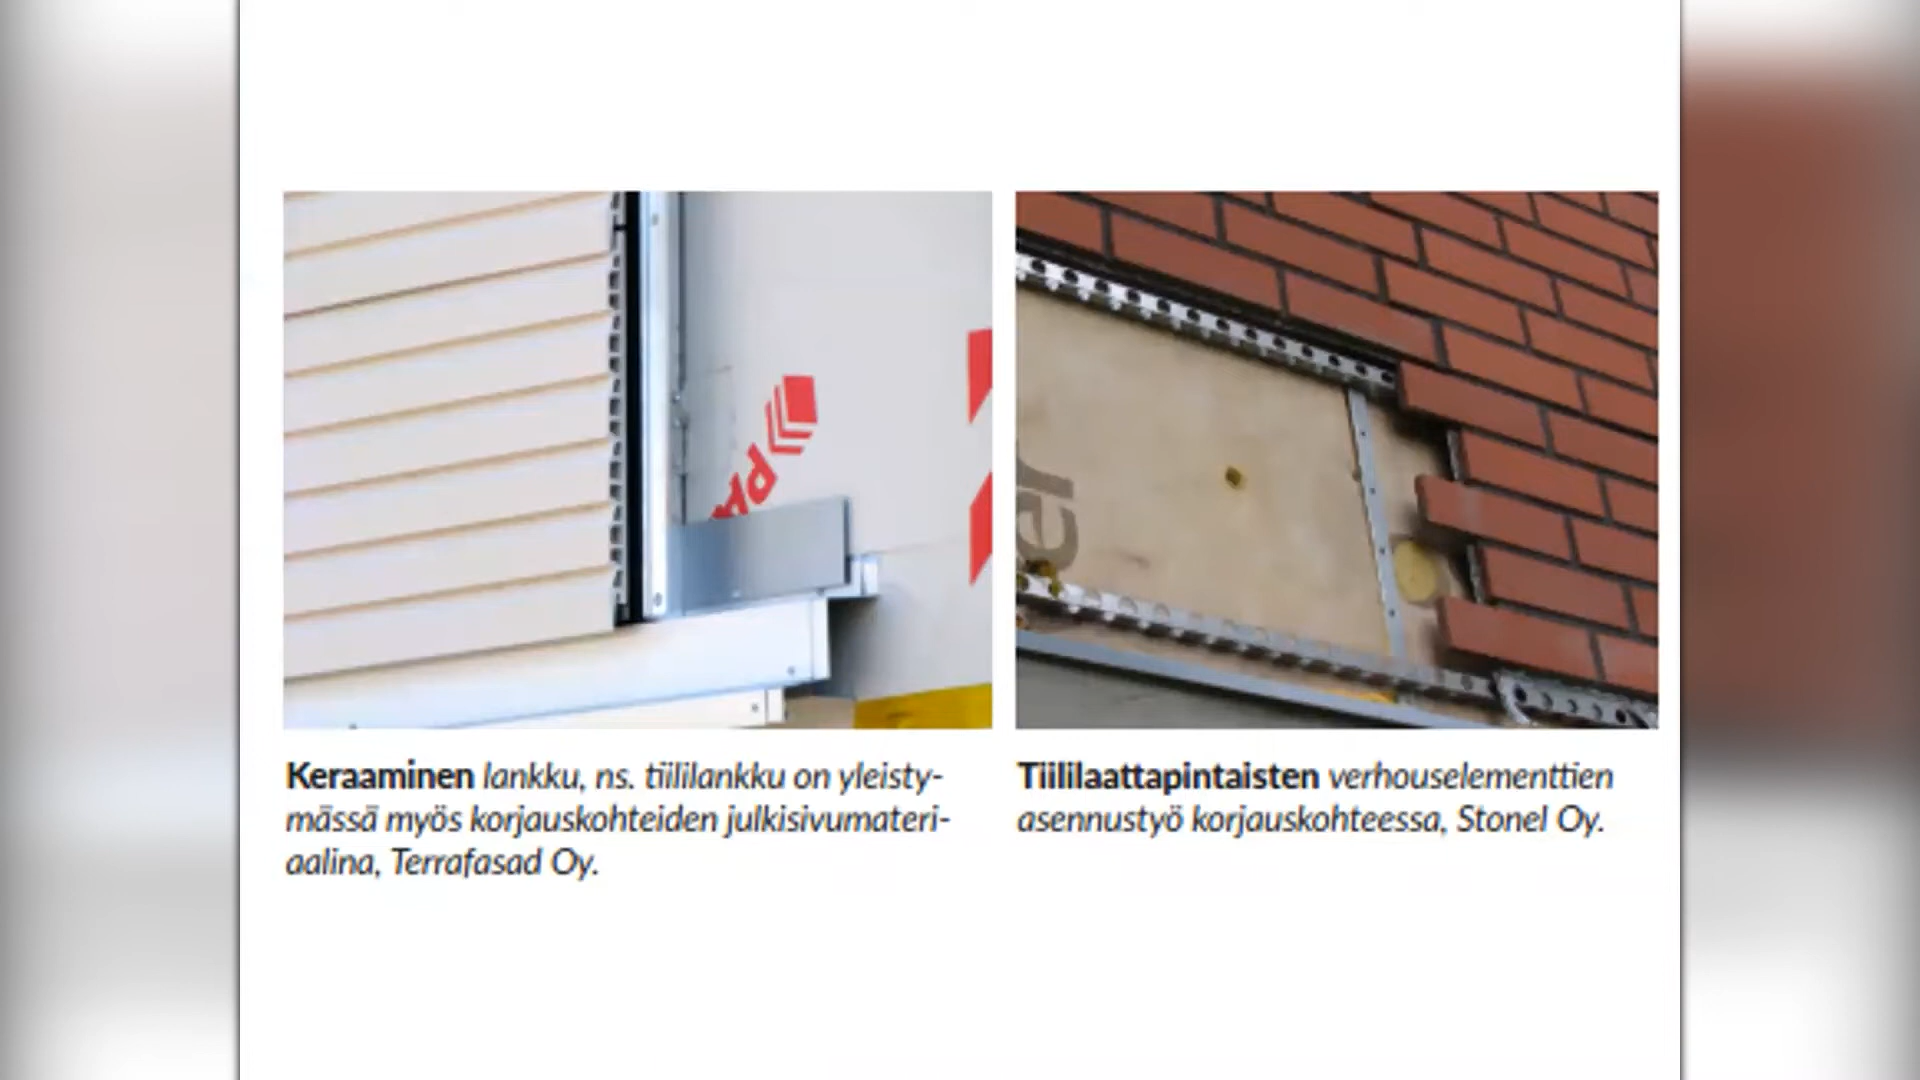 Keraaminen lankku, ns. tiililankku on yleisty-
mässä myös korjauskohteiden julkisivumateri-
aalina, Terrafasad Oy.
Tiililaattapintaisten verhouselementtien
asennustyö korjauskohteessa, Stonel Oy.
er